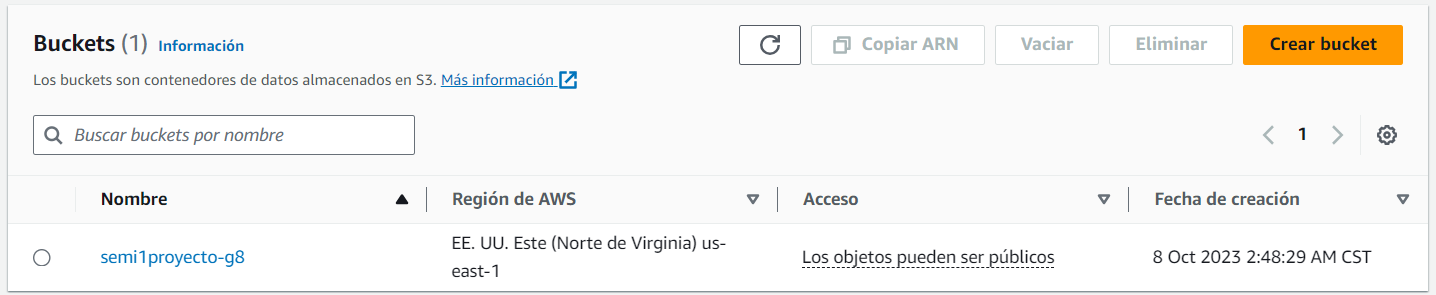 Buckets (1) Información
Copiar ARN Vaciar Eliminar Crear bucket
Los buckets son contenedores de datos almacenados en S3. Más información
Buscar buckets por nombre
1
Nombre Región de AWS Acceso Fecha de creación
semi1proyecto-g8
EE. UU. Este (Norte de Virginia) us-
east-1
Los objetos pueden ser públicos
8 Oct 2023 2:48:29 AM CST